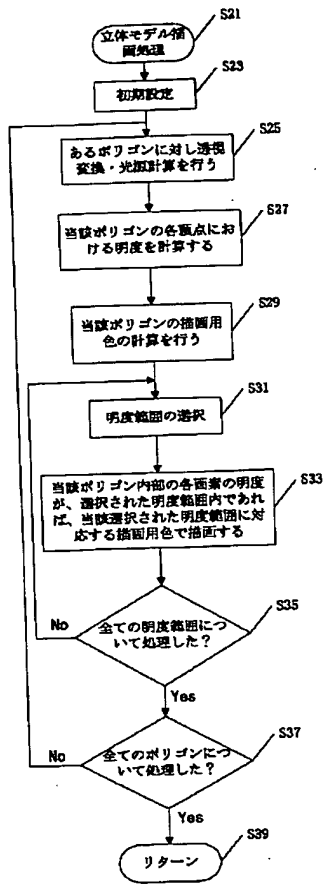 S21
立体モデル描
画処理
S23
初期設定
S25
あるポリゴンに対し透視
変換・光源計算を行う
S27
当該ポリゴンの各頂点にお
ける明度を計算する
S29
当該ポリゴンの描画用
色の計算を行う
S31
明度範囲の選択
S33
当該ポリゴン内部の各画素の明度
が、選択された明度範囲内であれ
ば、当該選択された明度範囲に対
応する描画用色で描画する
S35
No
全ての明度範囲につ
いて処理した？
Yes
S37
No
全てのポリゴンにつ
いて処理した？
Yes
S39
リターン